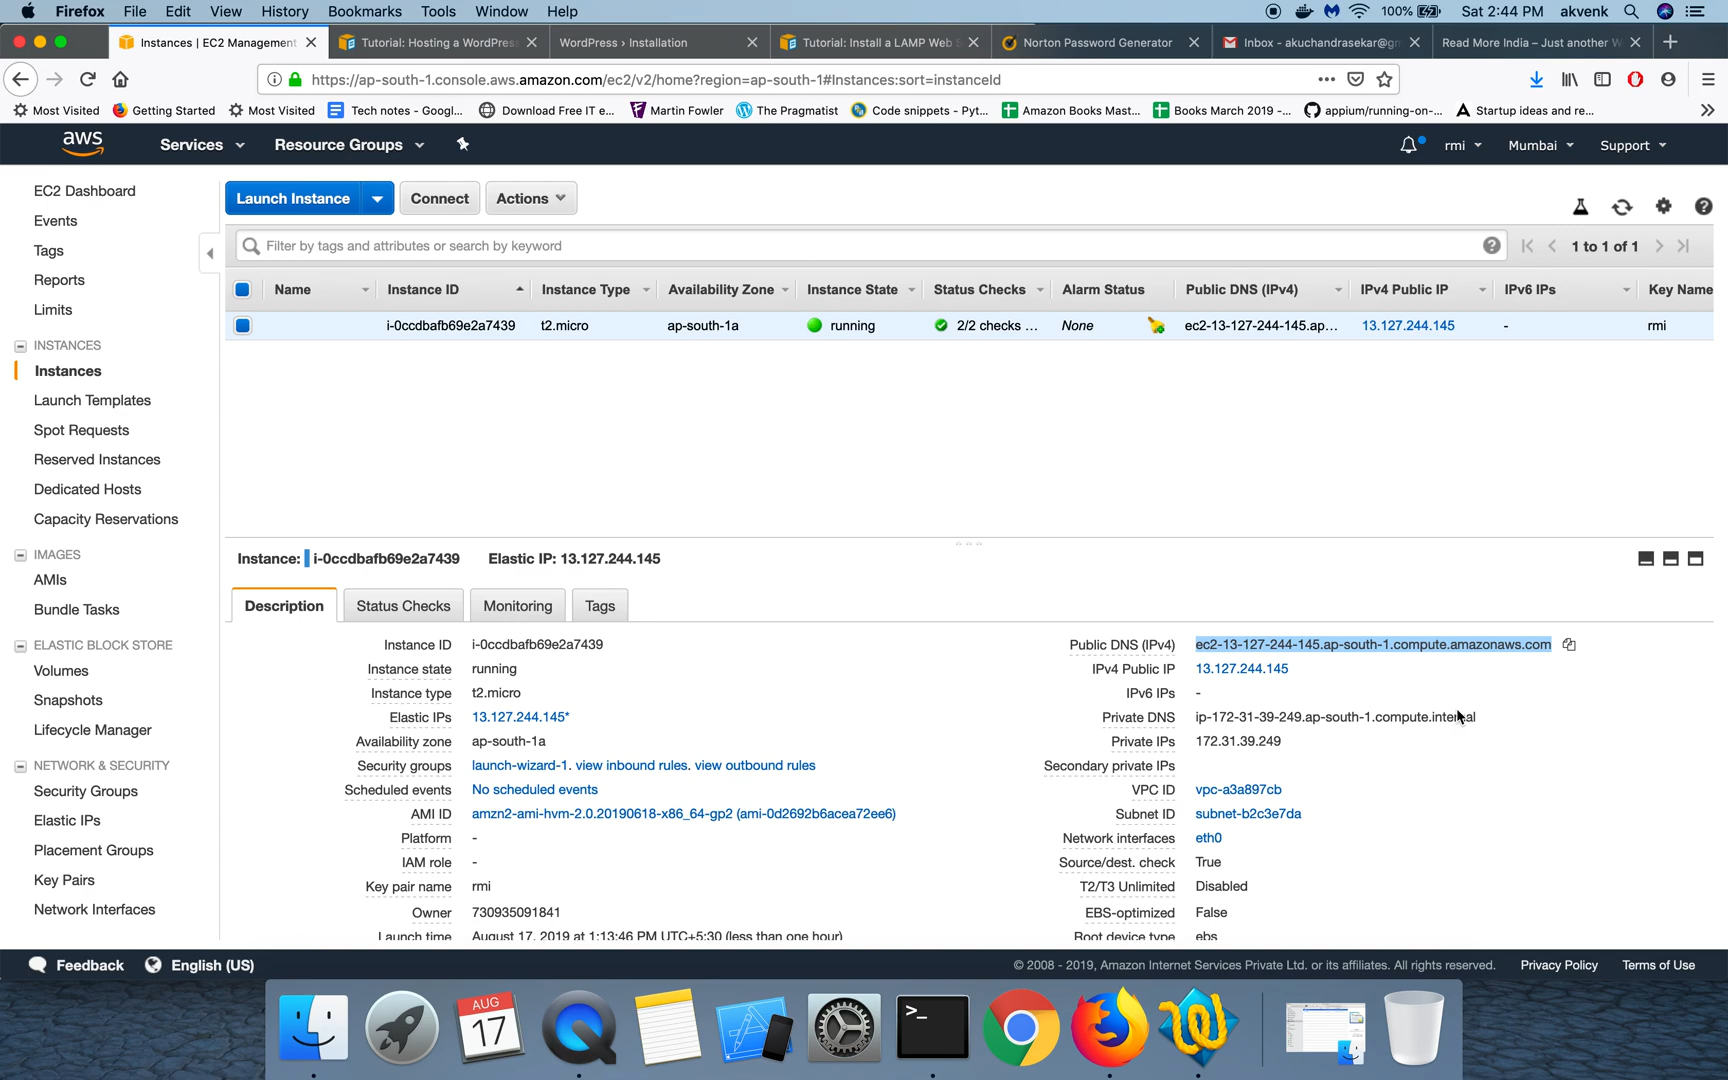 Firefox File Edit View History Bookmarks Tools Window Help 100% Sat 2:44 PM akvenk
Instances | EC2 Management Tutorial: Hosting a WordPres WordPress › Installation Tutorial: Install a LAMP Web S Norton Password Generator Inbox - akuchandrasekar@gm Read More India – Just another W
https://ap-south-1.console.aws.amazon.com/ec2/v2/home?region=ap-south-1#Instances:sort=instanceId
Most Visited Getting Started Most Visited Tech notes - Googl... Download Free IT e... Martin Fowler The Pragmatist Code snippets - Pyt... Amazon Books Mast... Books March 2019 -... appium/running-on-... Startup ideas and re...
aws Services Resource Groups rmi Mumbai Support
EC2 Dashboard
Events
Tags
Reports
Limits
INSTANCES
Instances
Launch Templates
Spot Requests
Reserved Instances
Dedicated Hosts
Capacity Reservations
IMAGES
AMIs
Bundle Tasks
ELASTIC BLOCK STORE
Volumes
Snapshots
Lifecycle Manager
NETWORK & SECURITY
Security Groups
Elastic IPs
Placement Groups
Key Pairs
Network Interfaces
Launch Instance Connect Actions
Filter by tags and attributes or search by keyword 1 to 1 of 1
Name Instance ID Instance Type Availability Zone Instance State Status Checks Alarm Status Public DNS (IPv4) IPv4 Public IP IPv6 IPs Key Name
i-0ccdbafb69e2a7439 t2.micro ap-south-1a running 2/2 checks ... None ec2-13-127-244-145.ap... 13.127.244.145 - rmi
Instance: i-0ccdbafb69e2a7439 Elastic IP: 13.127.244.145
Description Status Checks Monitoring Tags
Instance ID i-0ccdbafb69e2a7439 Public DNS (IPv4) ec2-13-127-244-145.ap-south-1.compute.amazonaws.com
Instance state running IPv4 Public IP 13.127.244.145
Instance type t2.micro IPv6 IPs -
Elastic IPs 13.127.244.145* Private DNS ip-172-31-39-249.ap-south-1.compute.internal
Availability zone ap-south-1a Private IPs 172.31.39.249
Security groups launch-wizard-1. view inbound rules. view outbound rules Secondary private IPs
Scheduled events No scheduled events VPC ID vpc-a3a897cb
AMI ID amzn2-ami-hvm-2.0.20190618-x86_64-gp2 (ami-0d2692b6acea72ee6) Subnet ID subnet-b2c3e7da
Platform - Network interfaces eth0
IAM role - Source/dest. check True
Key pair name rmi T2/T3 Unlimited Disabled
Owner 730935091841 EBS-optimized False
Launch time August 17, 2019 at 1:13:46 PM UTC+5:30 (less than one hour) Root device type ebs
Feedback English (US) © 2008 - 2019, Amazon Internet Services Private Ltd. or its affiliates. All rights reserved. Privacy Policy Terms of Use
AUG
17
>_